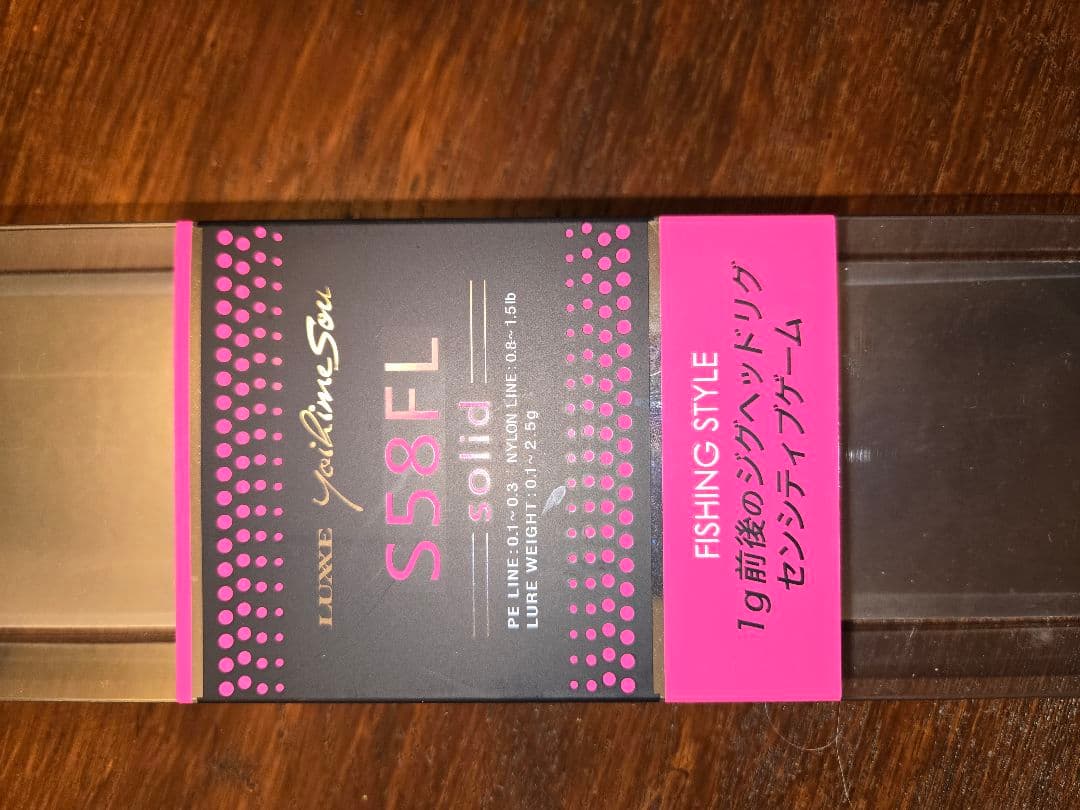 LUXXE YoihimeSou
S58FL
solid
PE LINE:0.1~0.3 NYLON LINE:0.8~1.5lb
LURE WEIGHT:0.1~2.5g
FISHING STYLE
1g前後のジグヘッドリグ
センシティブゲーム